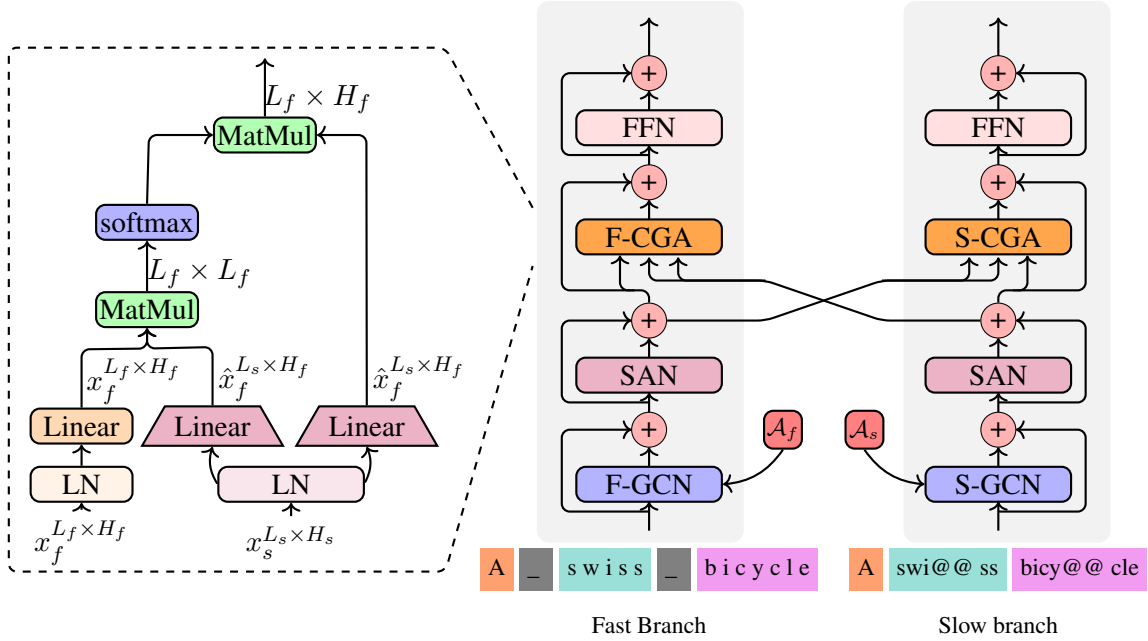 L_f × H_f
MatMul
softmax
L_f × L_f
MatMul
x_f^{L_f×H_f}
x̂_f^{L_s×H_f}
x̂_f^{L_s×H_f}
Linear
Linear
Linear
LN
LN
x_f^{L_f×H_f}
x_s^{L_s×H_s}
+
FFN
+
F-CGA
+
SAN
+
F-GCN
A_f
+
FFN
+
S-CGA
+
SAN
+
S-GCN
A_s
A _ s w i s s _ b i c y c l e
Fast Branch
A swi@@ ss bicy@@ cle
Slow branch